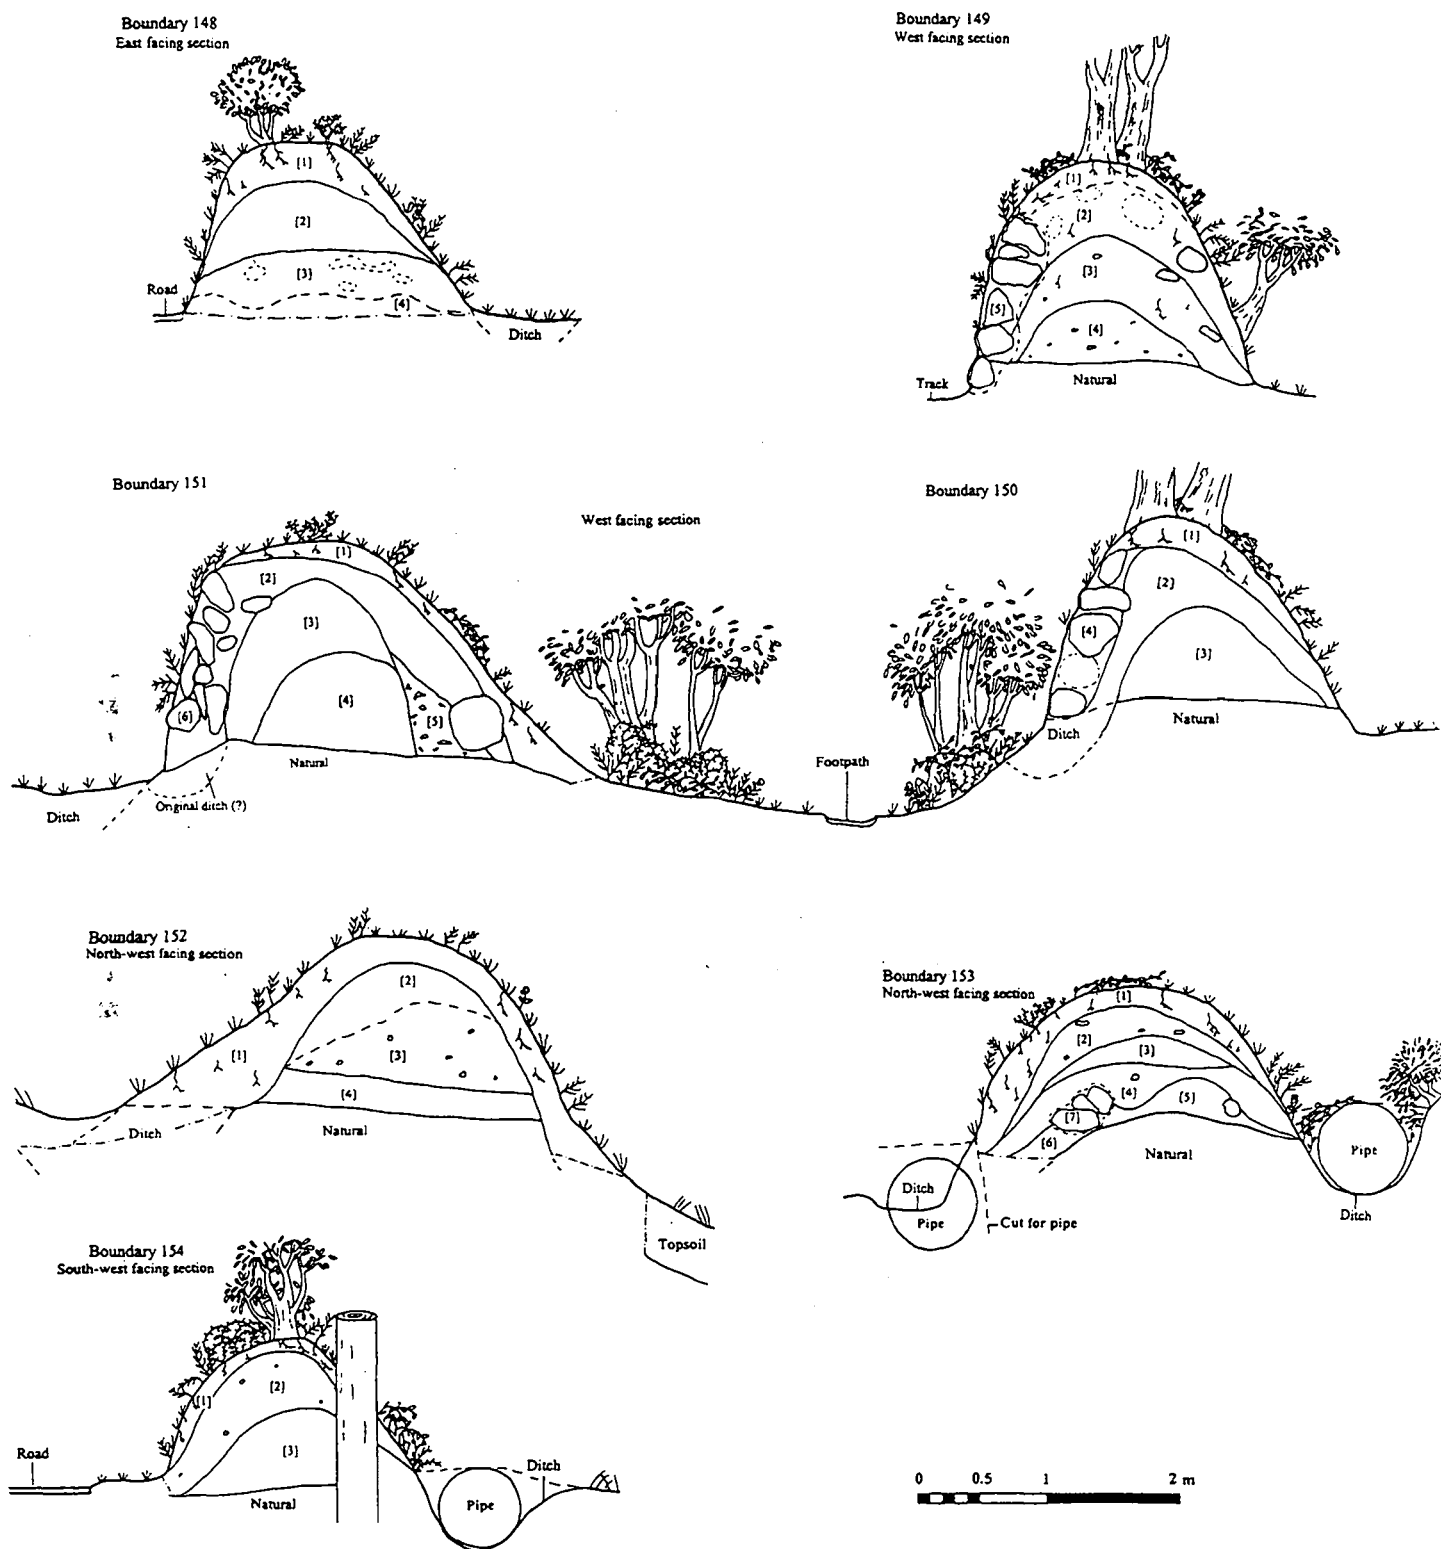 Boundary 148
East facing section
[1]
[2]
[3]
[4]
Road
Ditch
Boundary 149
West facing section
[1]
[2]
[3]
[5]
[4]
Track
Natural
Boundary 151
West facing section
[1]
[2]
[3]
[4]
[5]
[6]
Natural
Original ditch (?)
Ditch
Footpath
Boundary 150
[1]
[2]
[4]
[3]
Ditch
Natural
Boundary 152
North-west facing section
[2]
[1]
[3]
[4]
Ditch
Natural
Topsoil
Boundary 153
North-west facing section
[1]
[2]
[3]
[4]
[5]
[7]
[6]
Natural
Pipe
Ditch
Ditch
Pipe
Cut for pipe
Boundary 154
South-west facing section
[2]
[1]
[3]
Road
Natural
Pipe
Ditch
0 0.5 1 2 m